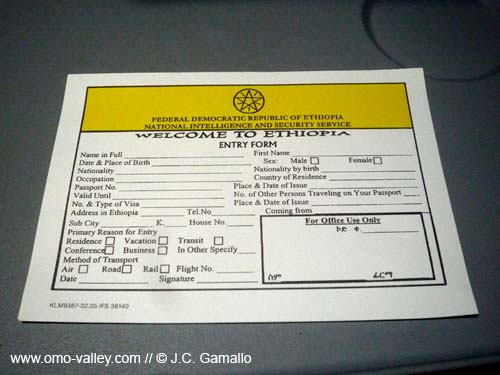 FEDERAL DEMOCRATIC REPUBLIC OF ETHIOPIA
NATIONAL INTELLIGENCE AND SECURITY SERVICE
WELCOME TO ETHIOPIA
ENTRY FORM
Name in Full First Name
Date & Place of Birth Sex: Male Female
Nationality Nationality by birth
Occupation Country of Residence
Passport No. Place & Date of Issue
Valid Until No. of Other Persons Traveling on Your Passport
No. & Type of Visa Place & Date of Issue
Address in Ethiopia Tel.No. Coming from
Sub City K. House No.
For Office Use Only
ኮድ ቁ.
Primary Reason for Entry
Residence Vacation Transit
Conference Business In Other Specify
Method of Transport
Air Road Rail Flight No.
Date Signature
ስም ፊርማ
KLM9387-02.05 IFS 38140
www.omo-valley.com // © J.C. Gamallo